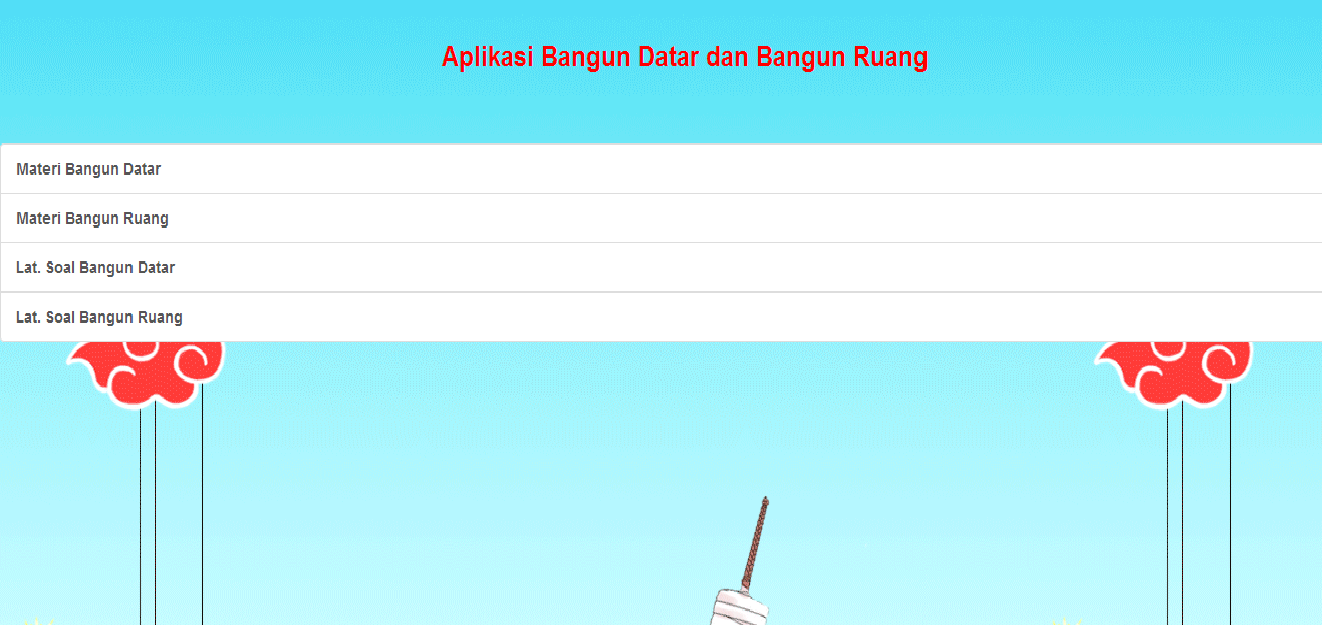 Aplikasi Bangun Datar dan Bangun Ruang
Materi Bangun Datar
Materi Bangun Ruang
Lat. Soal Bangun Datar
Lat. Soal Bangun Ruang